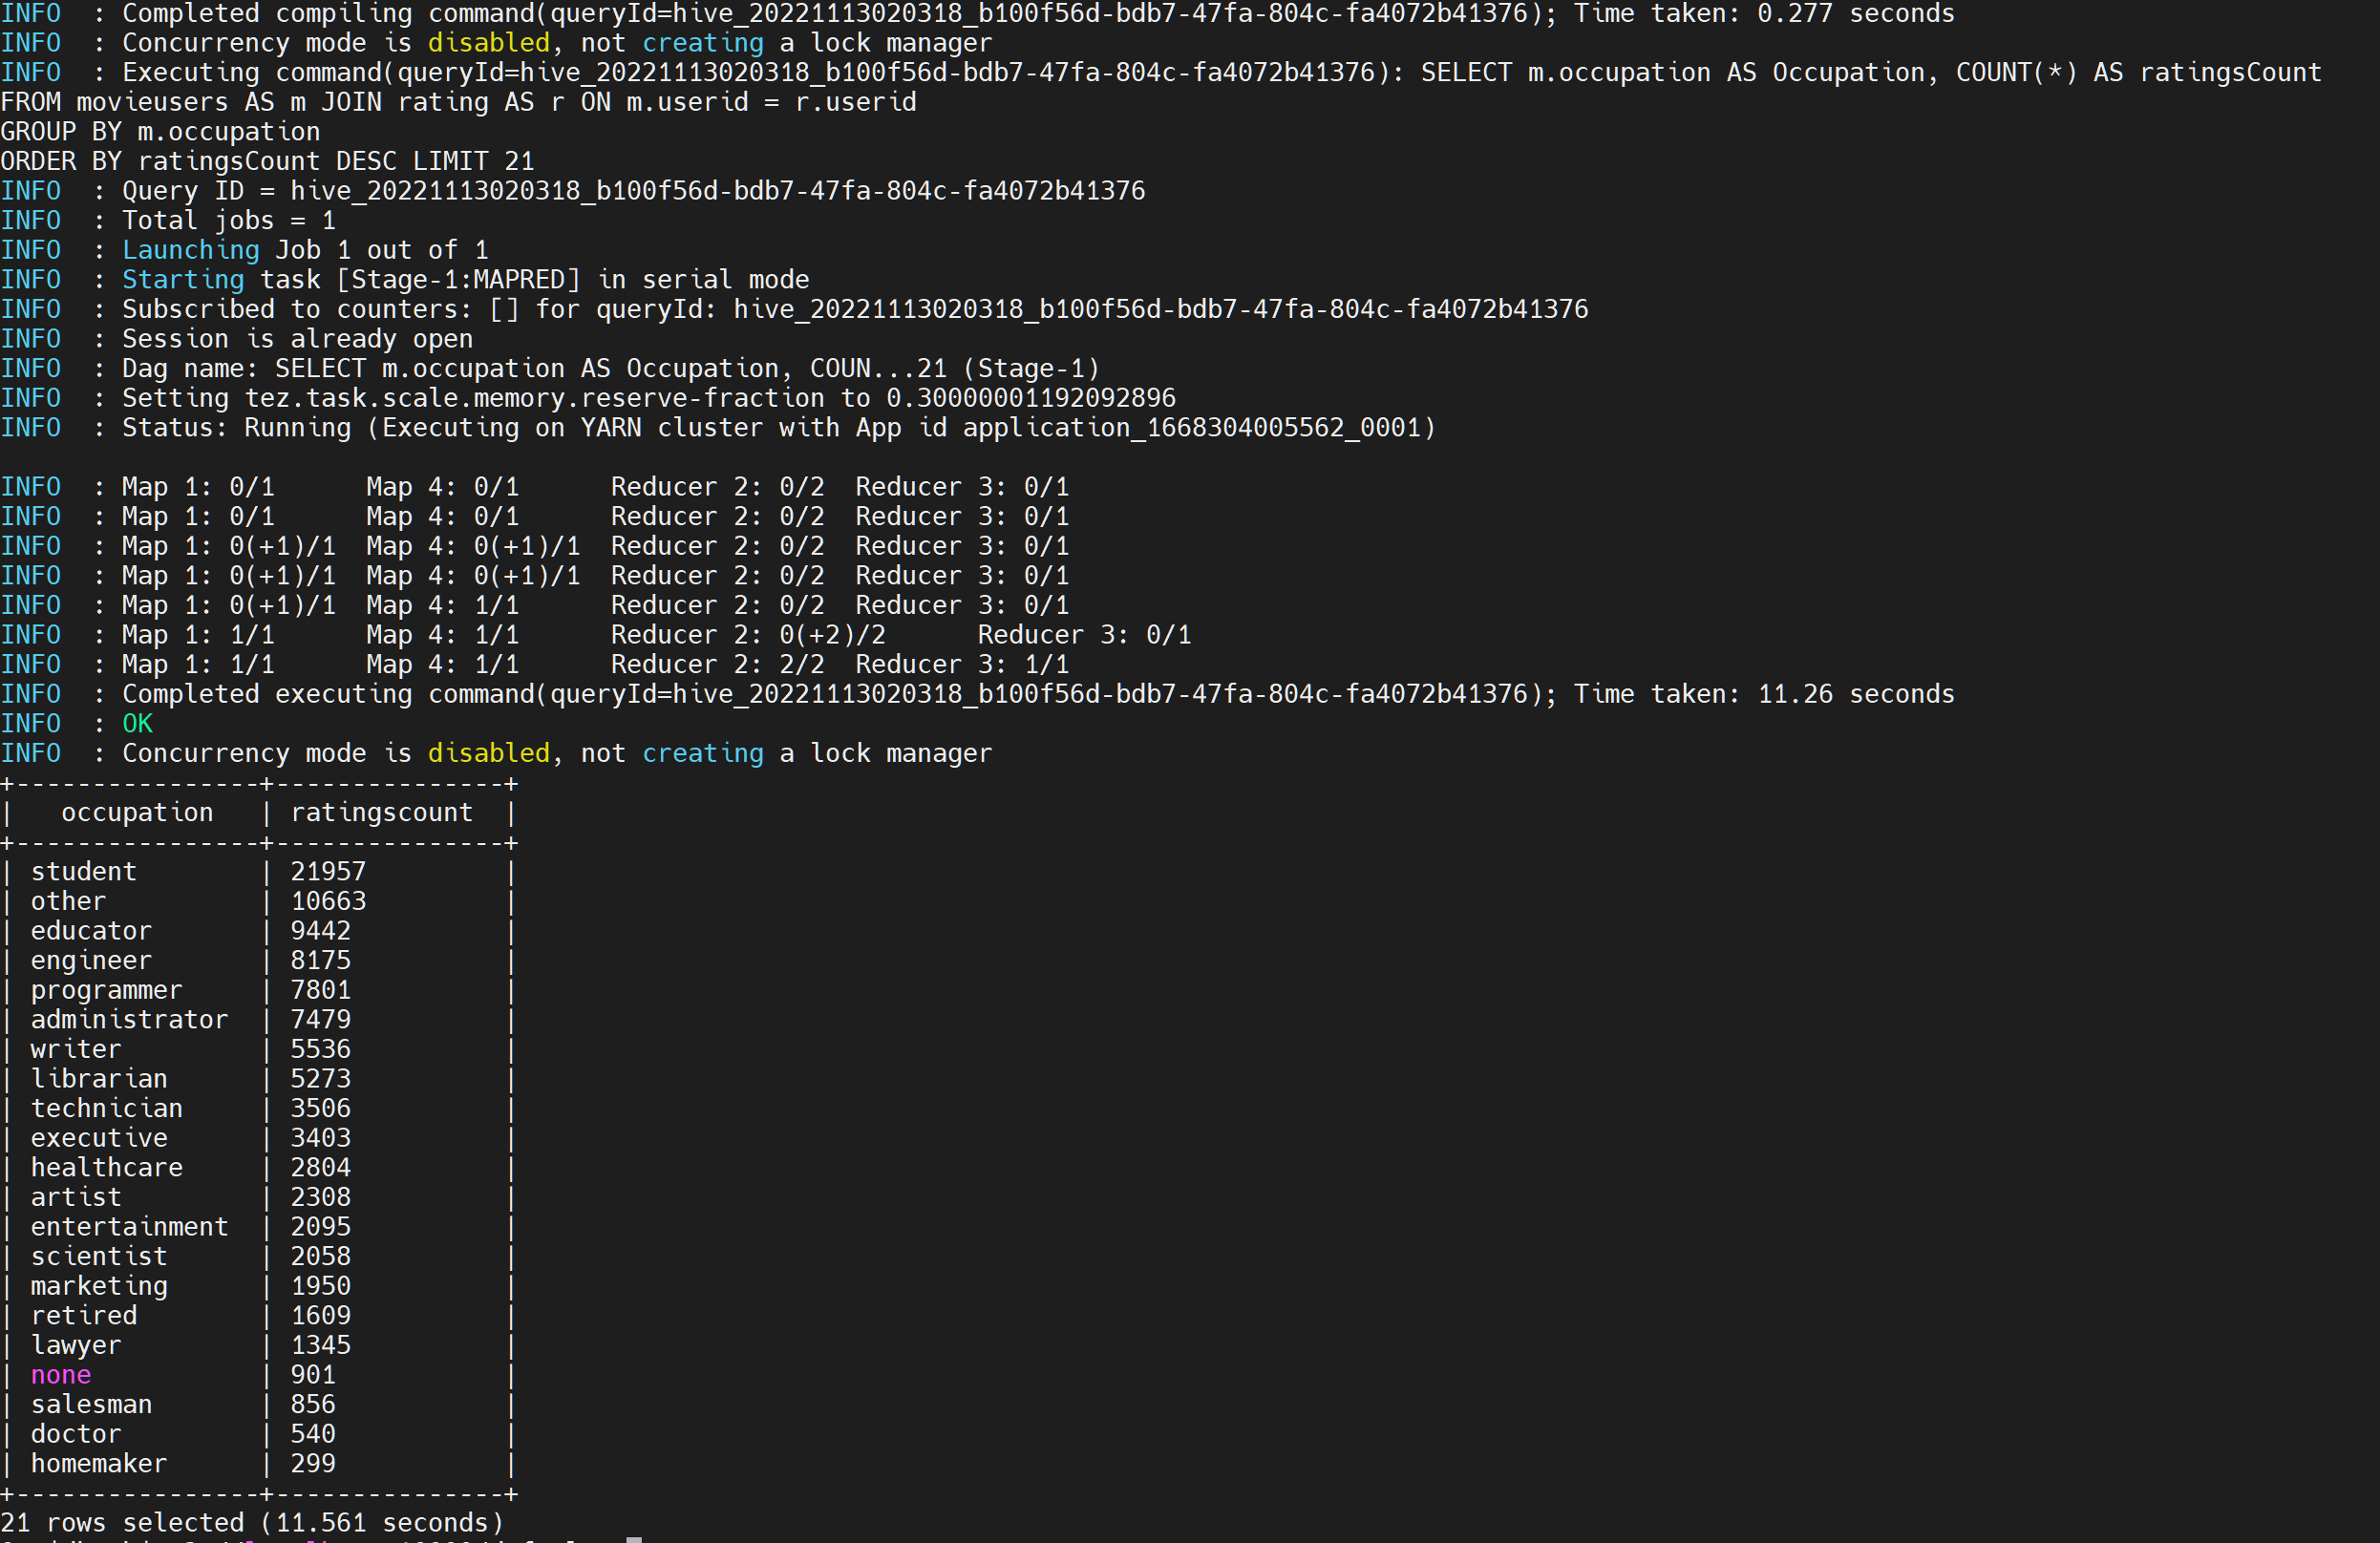 INFO  : Completed compiling command(queryId=hive_20221113020318_b100f56d-bdb7-47fa-804c-fa4072b41376); Time taken: 0.277 seconds
INFO  : Concurrency mode is disabled, not creating a lock manager
INFO  : Executing command(queryId=hive_20221113020318_b100f56d-bdb7-47fa-804c-fa4072b41376): SELECT m.occupation AS Occupation, COUNT(*) AS ratingsCount
FROM movieusers AS m JOIN rating AS r ON m.userid = r.userid
GROUP BY m.occupation
ORDER BY ratingsCount DESC LIMIT 21
INFO  : Query ID = hive_20221113020318_b100f56d-bdb7-47fa-804c-fa4072b41376
INFO  : Total jobs = 1
INFO  : Launching Job 1 out of 1
INFO  : Starting task [Stage-1:MAPRED] in serial mode
INFO  : Subscribed to counters: [] for queryId: hive_20221113020318_b100f56d-bdb7-47fa-804c-fa4072b41376
INFO  : Session is already open
INFO  : Dag name: SELECT m.occupation AS Occupation, COUN...21 (Stage-1)
INFO  : Setting tez.task.scale.memory.reserve-fraction to 0.30000001192092896
INFO  : Status: Running (Executing on YARN cluster with App id application_1668304005562_0001)

INFO  : Map 1: 0/1      Map 4: 0/1      Reducer 2: 0/2  Reducer 3: 0/1
INFO  : Map 1: 0/1      Map 4: 0/1      Reducer 2: 0/2  Reducer 3: 0/1
INFO  : Map 1: 0(+1)/1  Map 4: 0(+1)/1  Reducer 2: 0/2  Reducer 3: 0/1
INFO  : Map 1: 0(+1)/1  Map 4: 0(+1)/1  Reducer 2: 0/2  Reducer 3: 0/1
INFO  : Map 1: 0(+1)/1  Map 4: 1/1      Reducer 2: 0/2  Reducer 3: 0/1
INFO  : Map 1: 1/1      Map 4: 1/1      Reducer 2: 0(+2)/2      Reducer 3: 0/1
INFO  : Map 1: 1/1      Map 4: 1/1      Reducer 2: 2/2  Reducer 3: 1/1
INFO  : Completed executing command(queryId=hive_20221113020318_b100f56d-bdb7-47fa-804c-fa4072b41376); Time taken: 11.26 seconds
INFO  : OK
INFO  : Concurrency mode is disabled, not creating a lock manager
+----------------+---------------+
|   occupation   | ratingscount  |
+----------------+---------------+
| student        | 21957         |
| other          | 10663         |
| educator       | 9442          |
| engineer       | 8175          |
| programmer     | 7801          |
| administrator  | 7479          |
| writer         | 5536          |
| librarian      | 5273          |
| technician     | 3506          |
| executive      | 3403          |
| healthcare     | 2804          |
| artist         | 2308          |
| entertainment  | 2095          |
| scientist      | 2058          |
| marketing      | 1950          |
| retired        | 1609          |
| lawyer         | 1345          |
| none           | 901           |
| salesman       | 856           |
| doctor         | 540           |
| homemaker      | 299           |
+----------------+---------------+
21 rows selected (11.561 seconds)